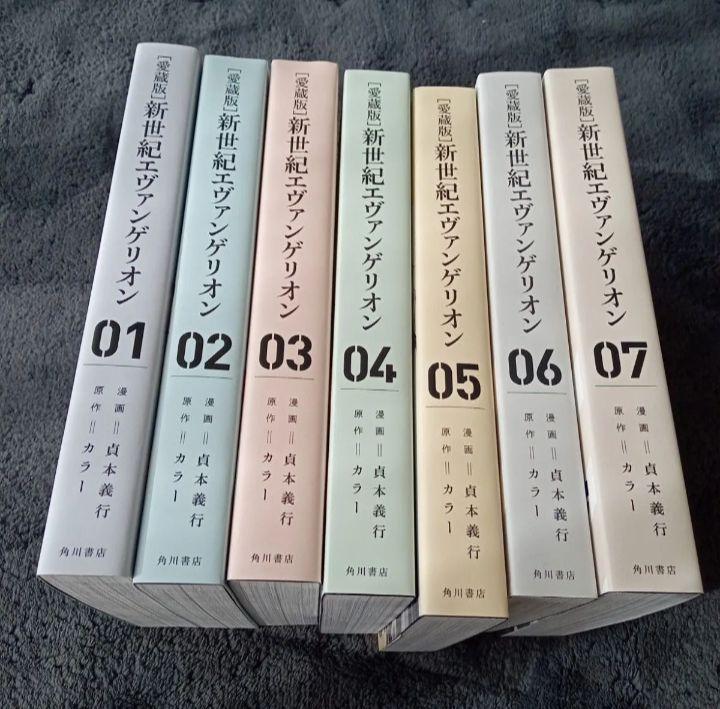 [愛蔵版]新世紀エヴァンゲリオン
01
漫画=貞本義行
原作=カラー
角川書店
[愛蔵版]新世紀エヴァンゲリオン
02
漫画=貞本義行
原作=カラー
角川書店
[愛蔵版]新世紀エヴァンゲリオン
03
漫画=貞本義行
原作=カラー
角川書店
[愛蔵版]新世紀エヴァンゲリオン
04
漫画=貞本義行
原作=カラー
角川書店
[愛蔵版]新世紀エヴァンゲリオン
05
漫画=貞本義行
原作=カラー
角川書店
[愛蔵版]新世紀エヴァンゲリオン
06
漫画=貞本義行
原作=カラー
角川書店
[愛蔵版]新世紀エヴァンゲリオン
07
漫画=貞本義行
原作=カラー
角川書店